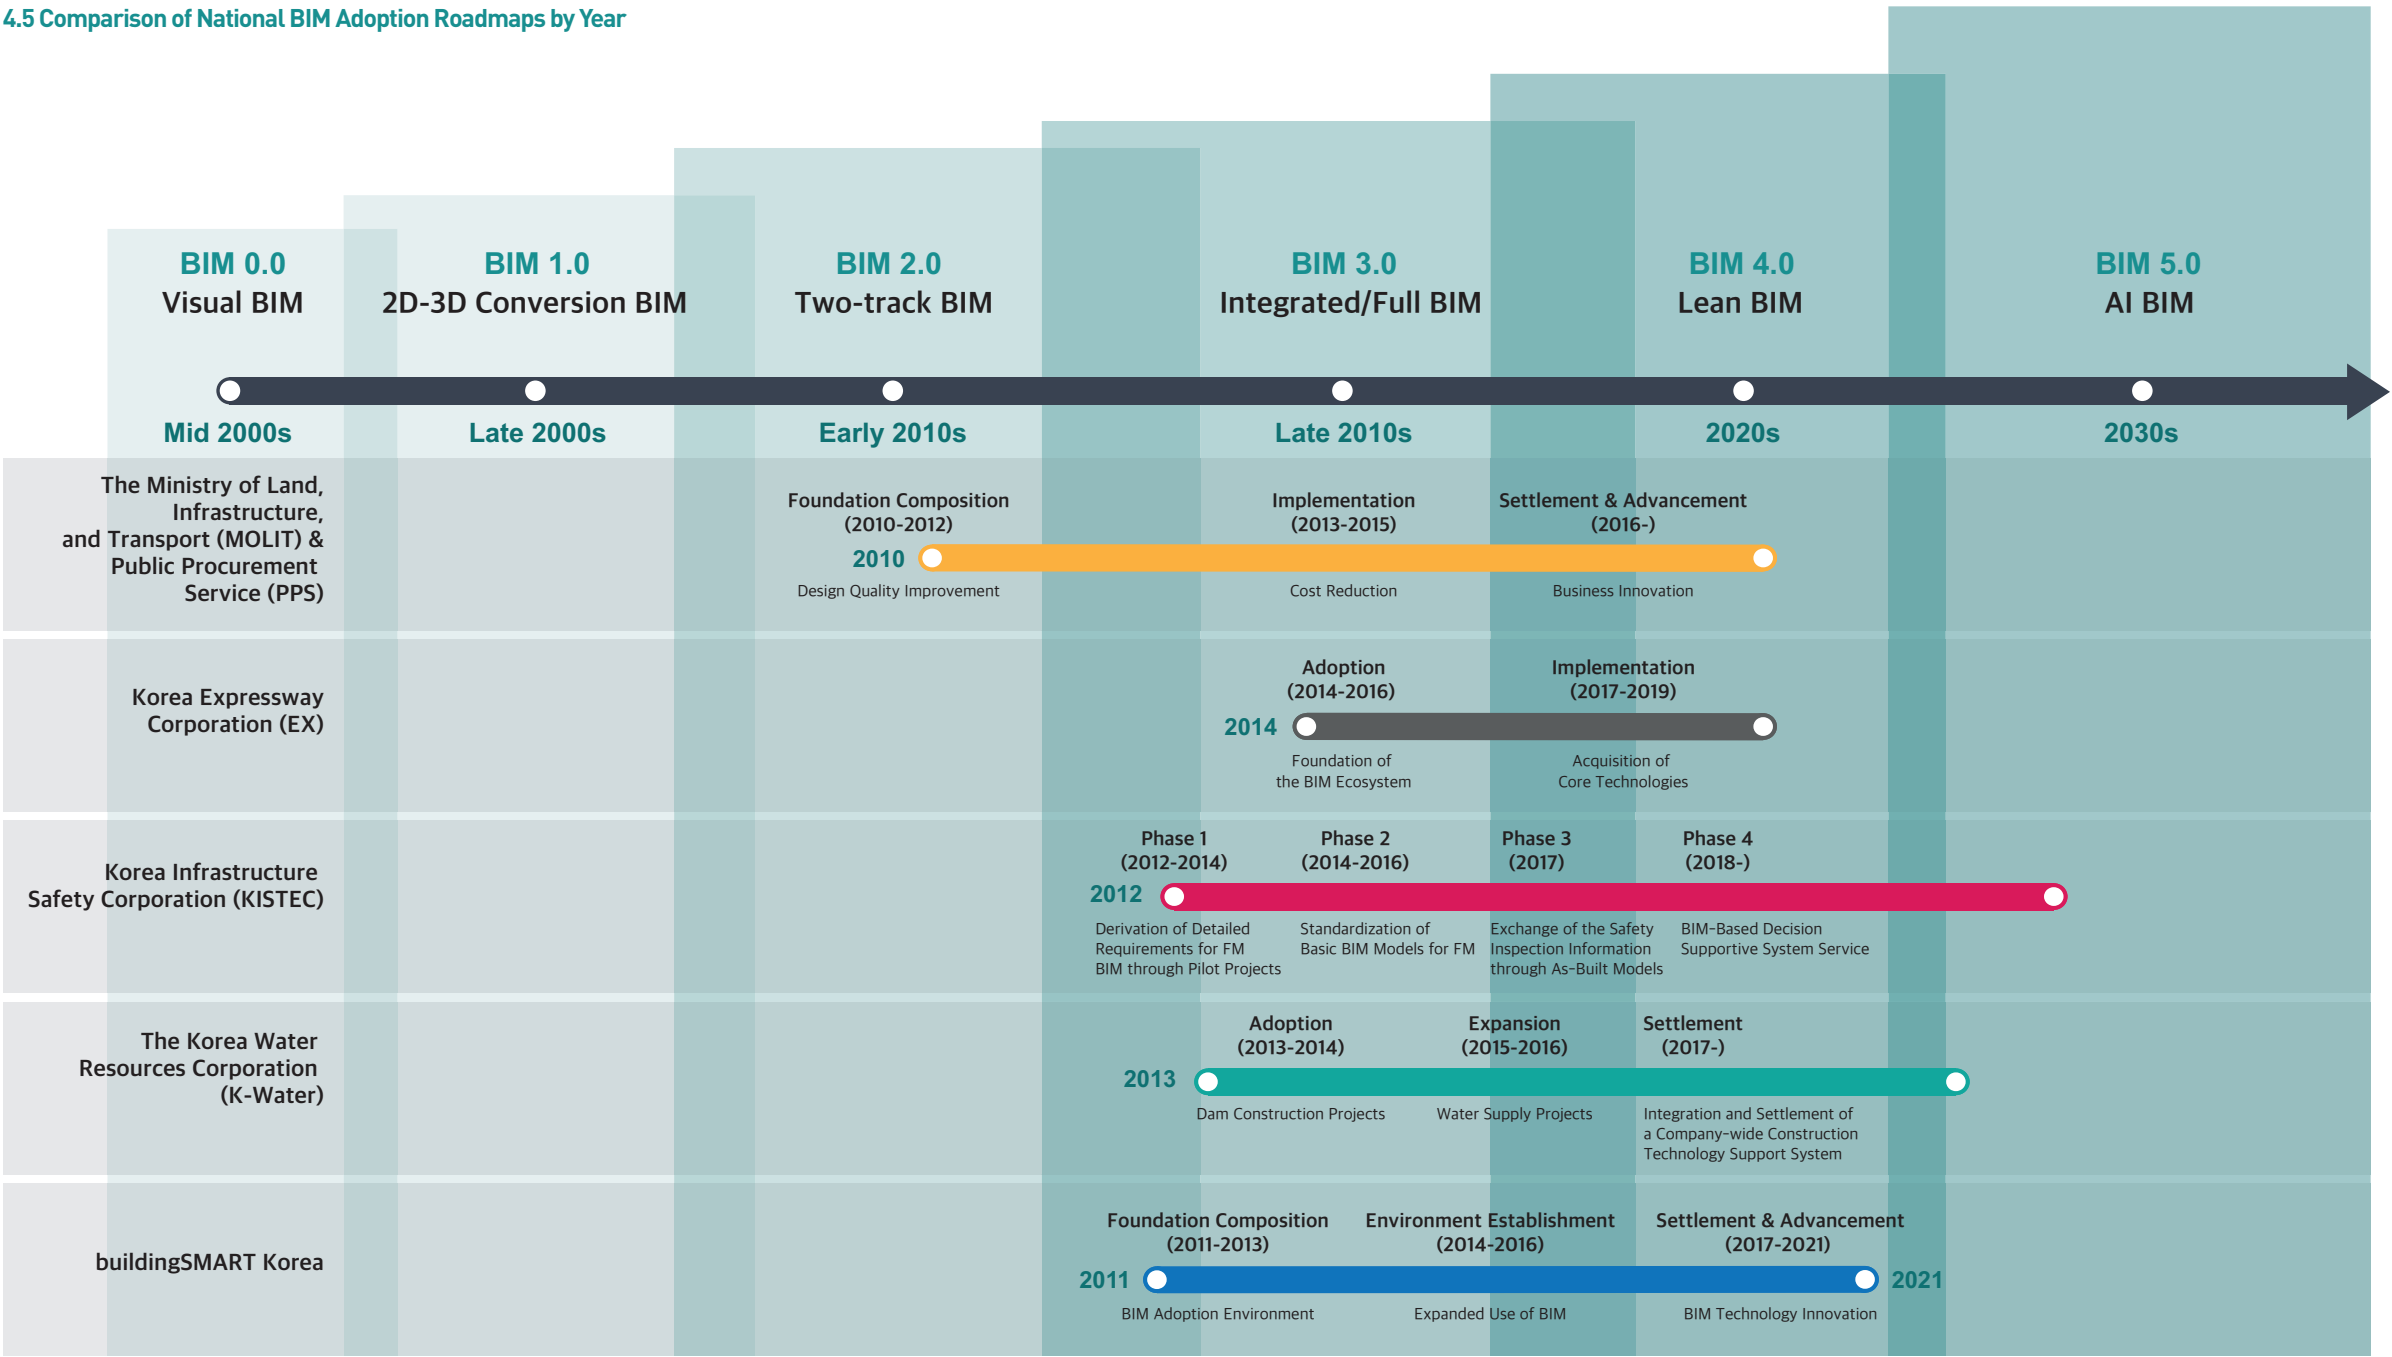 4.5 Comparison of National BIM Adoption Roadmaps by Year
BIM 0.0
Visual BIM
BIM 1.0
2D-3D Conversion BIM
BIM 2.0
Two-track BIM
BIM 3.0
Integrated/Full BIM
BIM 4.0
Lean BIM
BIM 5.0
AI BIM
Mid 2000s
Late 2000s
Early 2010s
Late 2010s
2020s
2030s
The Ministry of Land,
Infrastructure,
and Transport (MOLIT) &
Public Procurement
Service (PPS)
Foundation Composition
(2010-2012)
Implementation
(2013-2015)
Settlement & Advancement
(2016-)
2010
Design Quality Improvement
Cost Reduction
Business Innovation
Korea Expressway
Corporation (EX)
Adoption
(2014-2016)
Implementation
(2017-2019)
2014
Foundation of
the BIM Ecosystem
Acquisition of
Core Technologies
Korea Infrastructure
Safety Corporation (KISTEC)
Phase 1
(2012-2014)
Phase 2
(2014-2016)
Phase 3
(2017)
Phase 4
(2018-)
2012
Derivation of Detailed
Requirements for FM
BIM through Pilot Projects
Standardization of
Basic BIM Models for FM
Exchange of the Safety
Inspection Information
through As-Built Models
BIM-Based Decision
Supportive System Service
The Korea Water
Resources Corporation
(K-Water)
Adoption
(2013-2014)
Expansion
(2015-2016)
Settlement
(2017-)
2013
Dam Construction Projects
Water Supply Projects
Integration and Settlement of
a Company-wide Construction
Technology Support System
buildingSMART Korea
Foundation Composition
(2011-2013)
Environment Establishment
(2014-2016)
Settlement & Advancement
(2017-2021)
2011
2021
BIM Adoption Environment
Expanded Use of BIM
BIM Technology Innovation